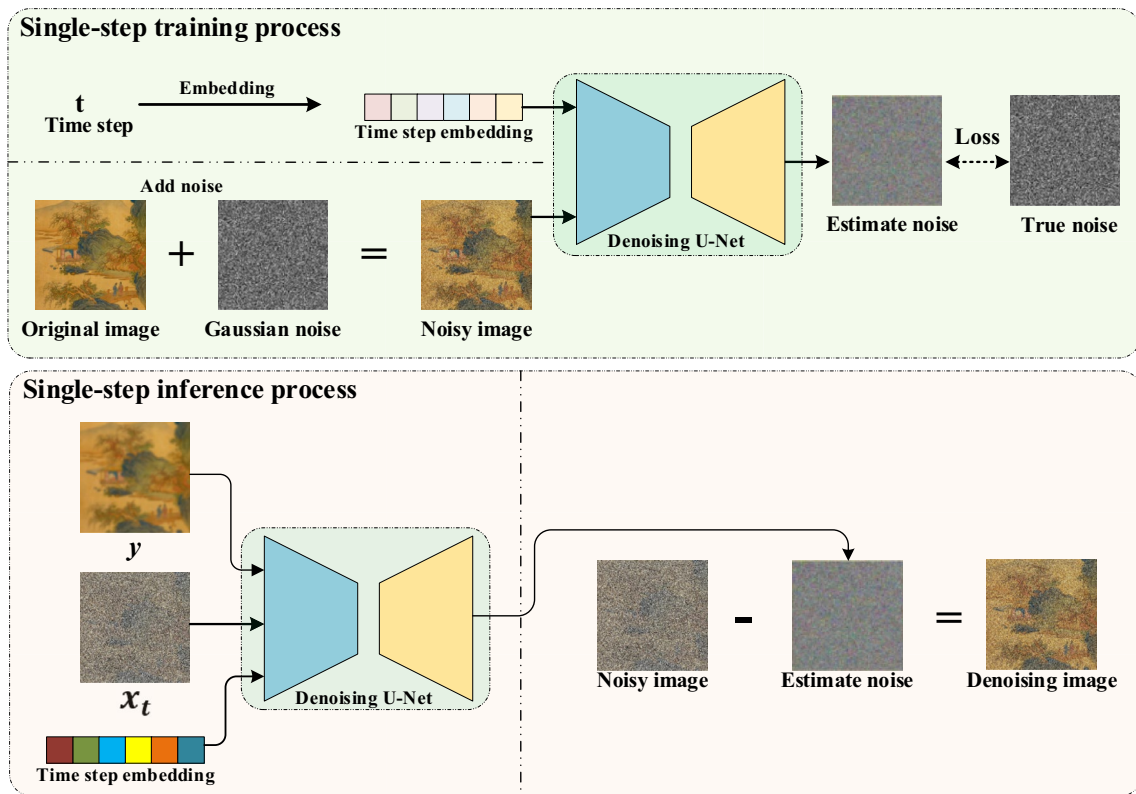 Single-step training process
t
Time step
Embedding
Time step embedding
Add noise
+
=
Original image
Gaussian noise
Noisy image
Denoising U-Net
Estimate noise
Loss
True noise
Single-step inference process
y
x_t
Time step embedding
Denoising U-Net
-
=
Noisy image
Estimate noise
Denoising image